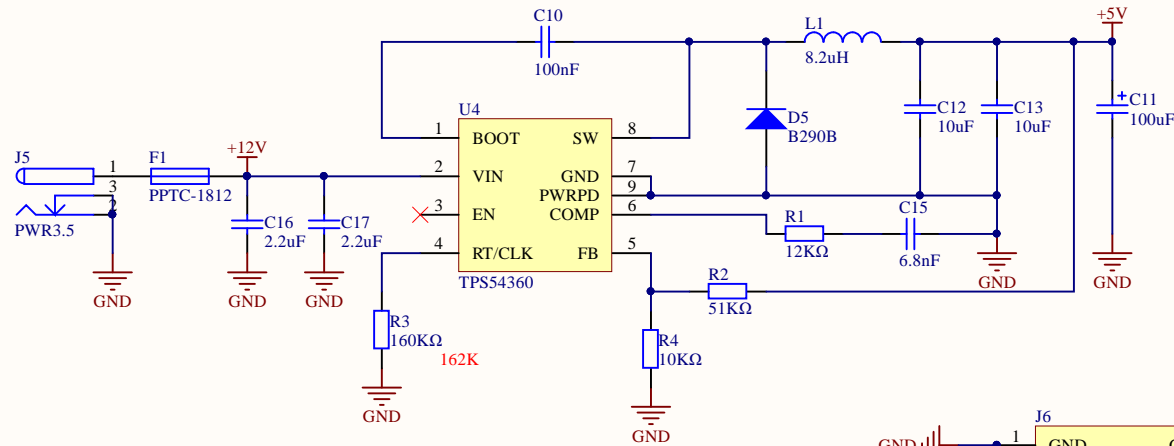 C10
100nF
L1
8.2uH
+5V
U4
1
BOOT
SW
8
2
VIN
GND
7
PWRPD
9
3
EN
COMP
6
4
RT/CLK
FB
5
TPS54360
D5
B290B
C12
10uF
C13
10uF
C11
100uF
+
J5
1
3
2
PWR3.5
F1
PPTC-1812
+12V
C16
2.2uF
C17
2.2uF
R1
12KΩ
C15
6.8nF
GND
GND
GND
GND
GND
R2
51KΩ
R3
160KΩ
162K
R4
10KΩ
GND
GND
J6
GND
1
GND